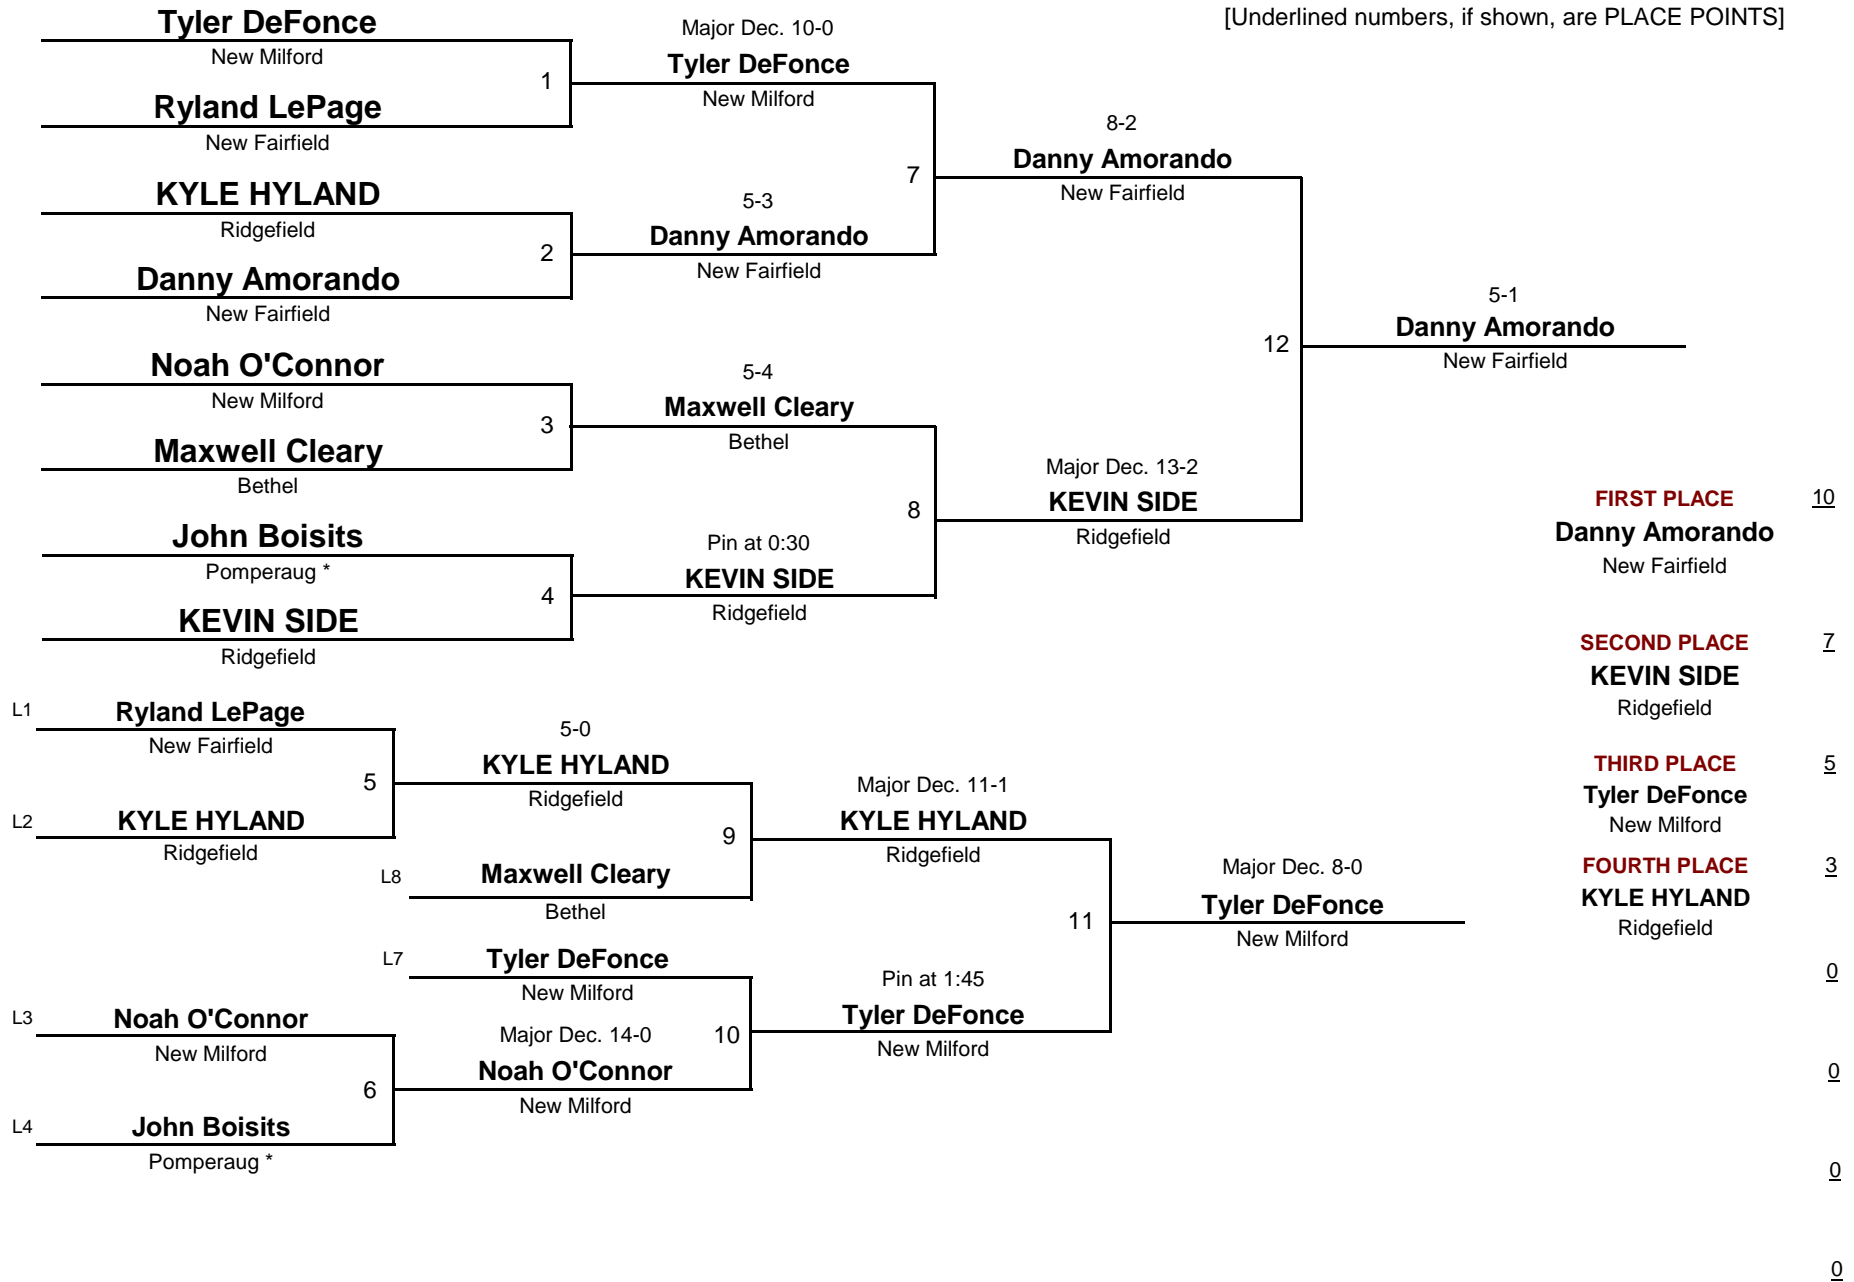 [Underlined numbers, if shown, are PLACE POINTS]
Tyler DeFonce
New Milford
1
Ryland LePage
New Fairfield
KYLE HYLAND
Ridgefield
2
Danny Amorando
New Fairfield
Noah O'Connor
New Milford
3
Maxwell Cleary
Bethel
John Boisits
Pomperaug *
4
KEVIN SIDE
Ridgefield
Major Dec. 10-0
Tyler DeFonce
New Milford
7
5-3
Danny Amorando
New Fairfield
5-4
Maxwell Cleary
Bethel
8
Pin at 0:30
KEVIN SIDE
Ridgefield
8-2
Danny Amorando
New Fairfield
12
Major Dec. 13-2
KEVIN SIDE
Ridgefield
5-1
Danny Amorando
New Fairfield
L1
Ryland LePage
New Fairfield
5
L2
KYLE HYLAND
Ridgefield
L3
Noah O'Connor
New Milford
6
L4
John Boisits
Pomperaug *
5-0
KYLE HYLAND
Ridgefield
9
L8
Maxwell Cleary
Bethel
L7
Tyler DeFonce
New Milford
10
Major Dec. 14-0
Noah O'Connor
New Milford
Major Dec. 11-1
KYLE HYLAND
Ridgefield
11
Pin at 1:45
Tyler DeFonce
New Milford
Major Dec. 8-0
Tyler DeFonce
New Milford
FIRST PLACE 10
Danny Amorando
New Fairfield
SECOND PLACE 7
KEVIN SIDE
Ridgefield
THIRD PLACE 5
Tyler DeFonce
New Milford
FOURTH PLACE 3
KYLE HYLAND
Ridgefield
0
0
0
0